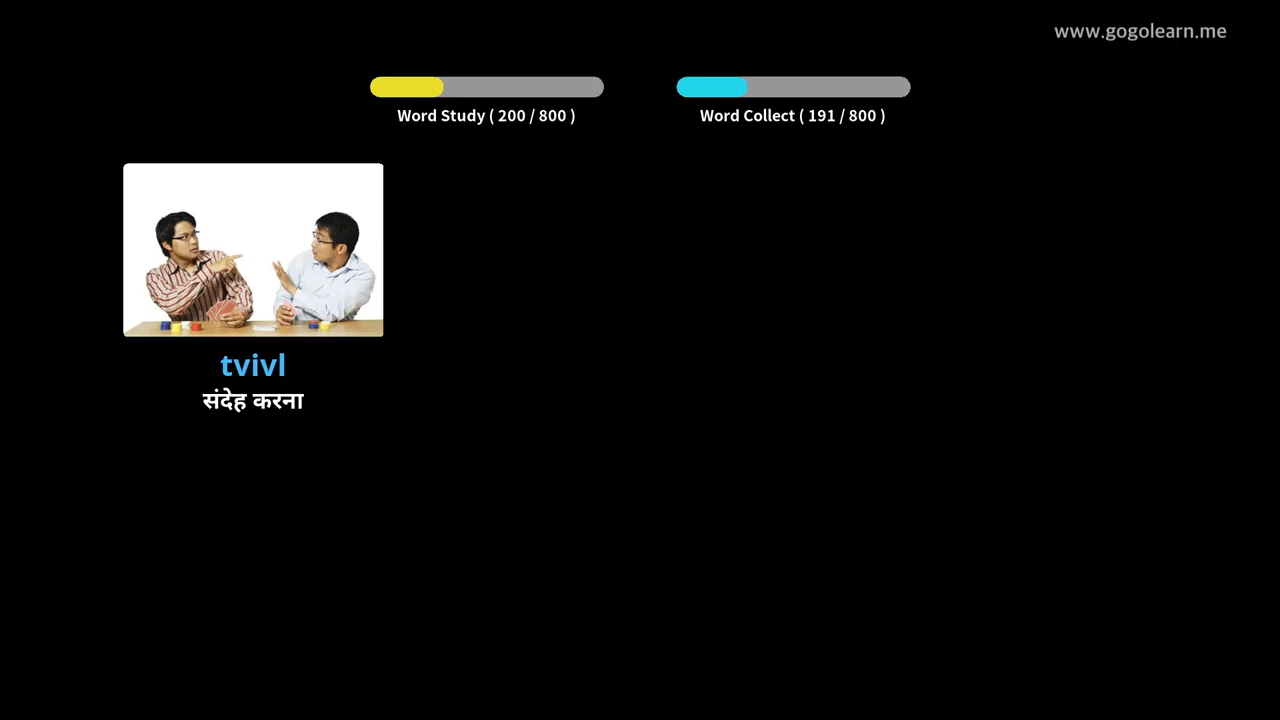 www.gogolearn.me
Word Study ( 200 / 800 )
Word Collect ( 191 / 800 )
tvivl
संदेह करना